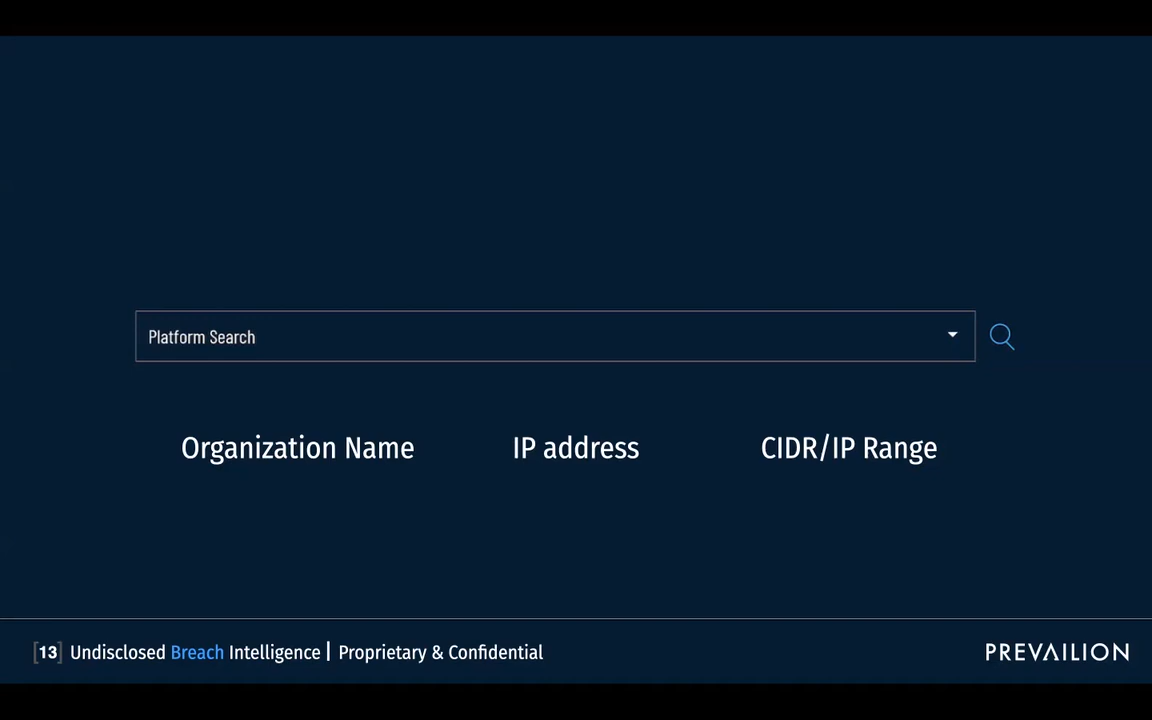 Platform Search
Organization Name IP address CIDR/IP Range
[13] Undisclosed Breach Intelligence | Proprietary & Confidential PREVAILION